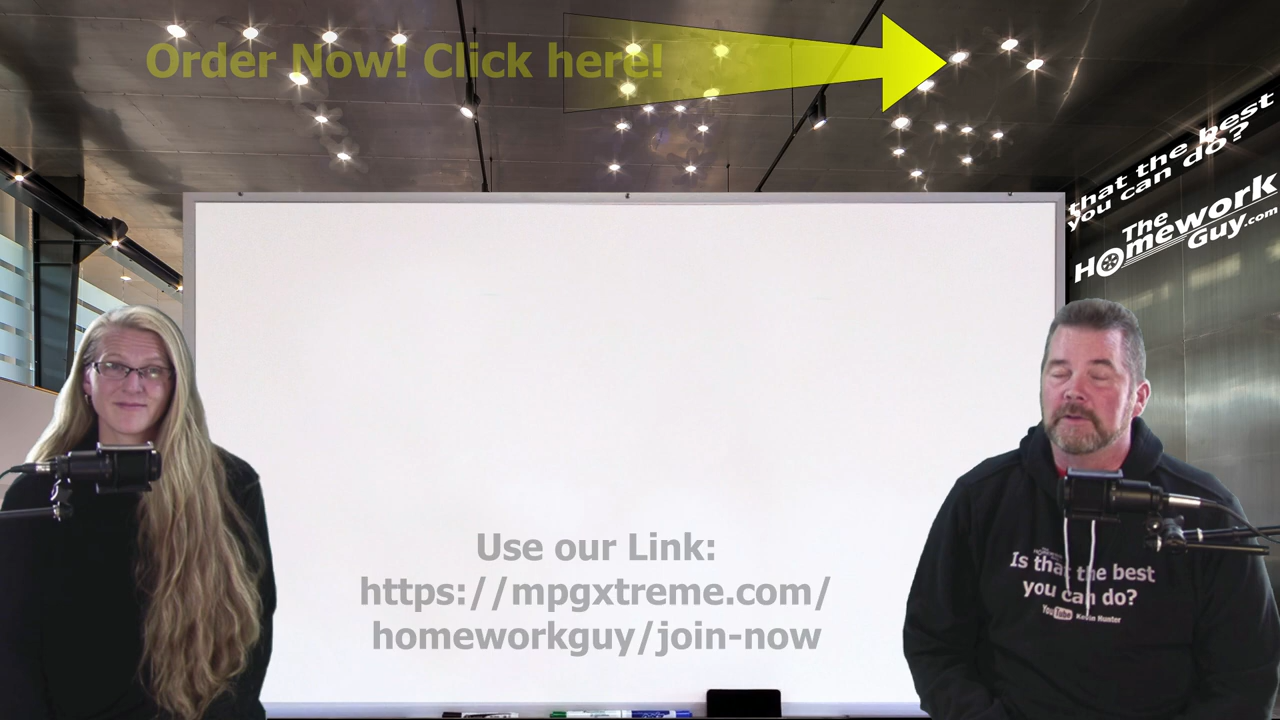 Order Now! Click here!
that the best
you can do?
The
Homework
Guy.com
Use our Link:
https://mpgxtreme.com/
homeworkguy/join-now
Is that the best
you can do?
YouTube Kevin Hunter